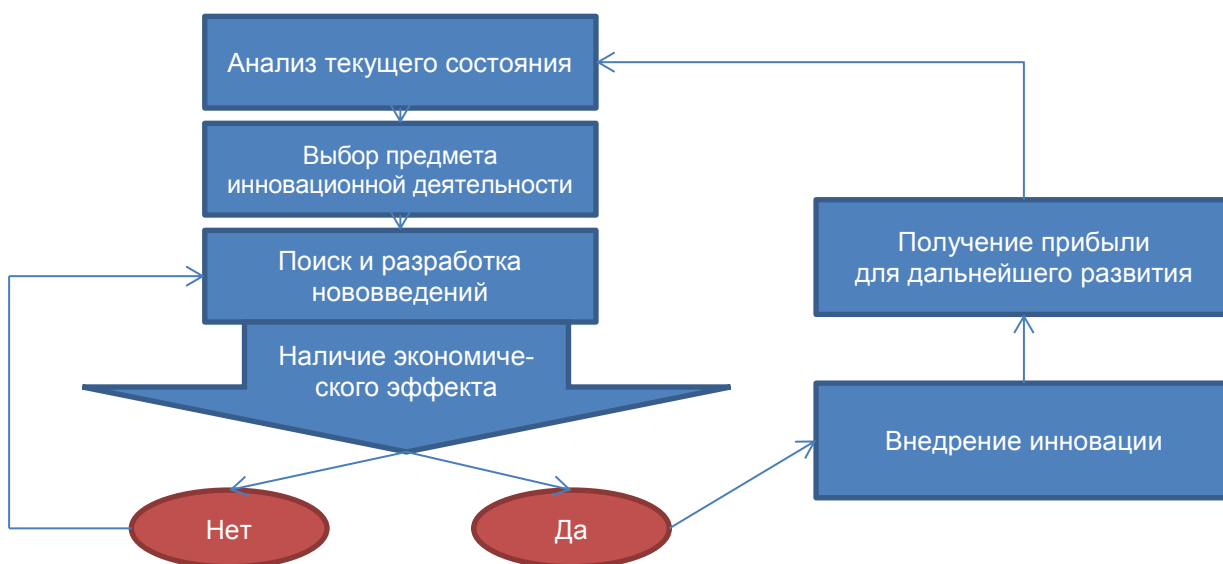 Анализ текущего состояния
Выбор предмета
инновационной деятельности
Поиск и разработка
нововведений
Наличие экономиче-
ского эффекта
Нет
Да
Внедрение инновации
Получение прибыли
для дальнейшего развития